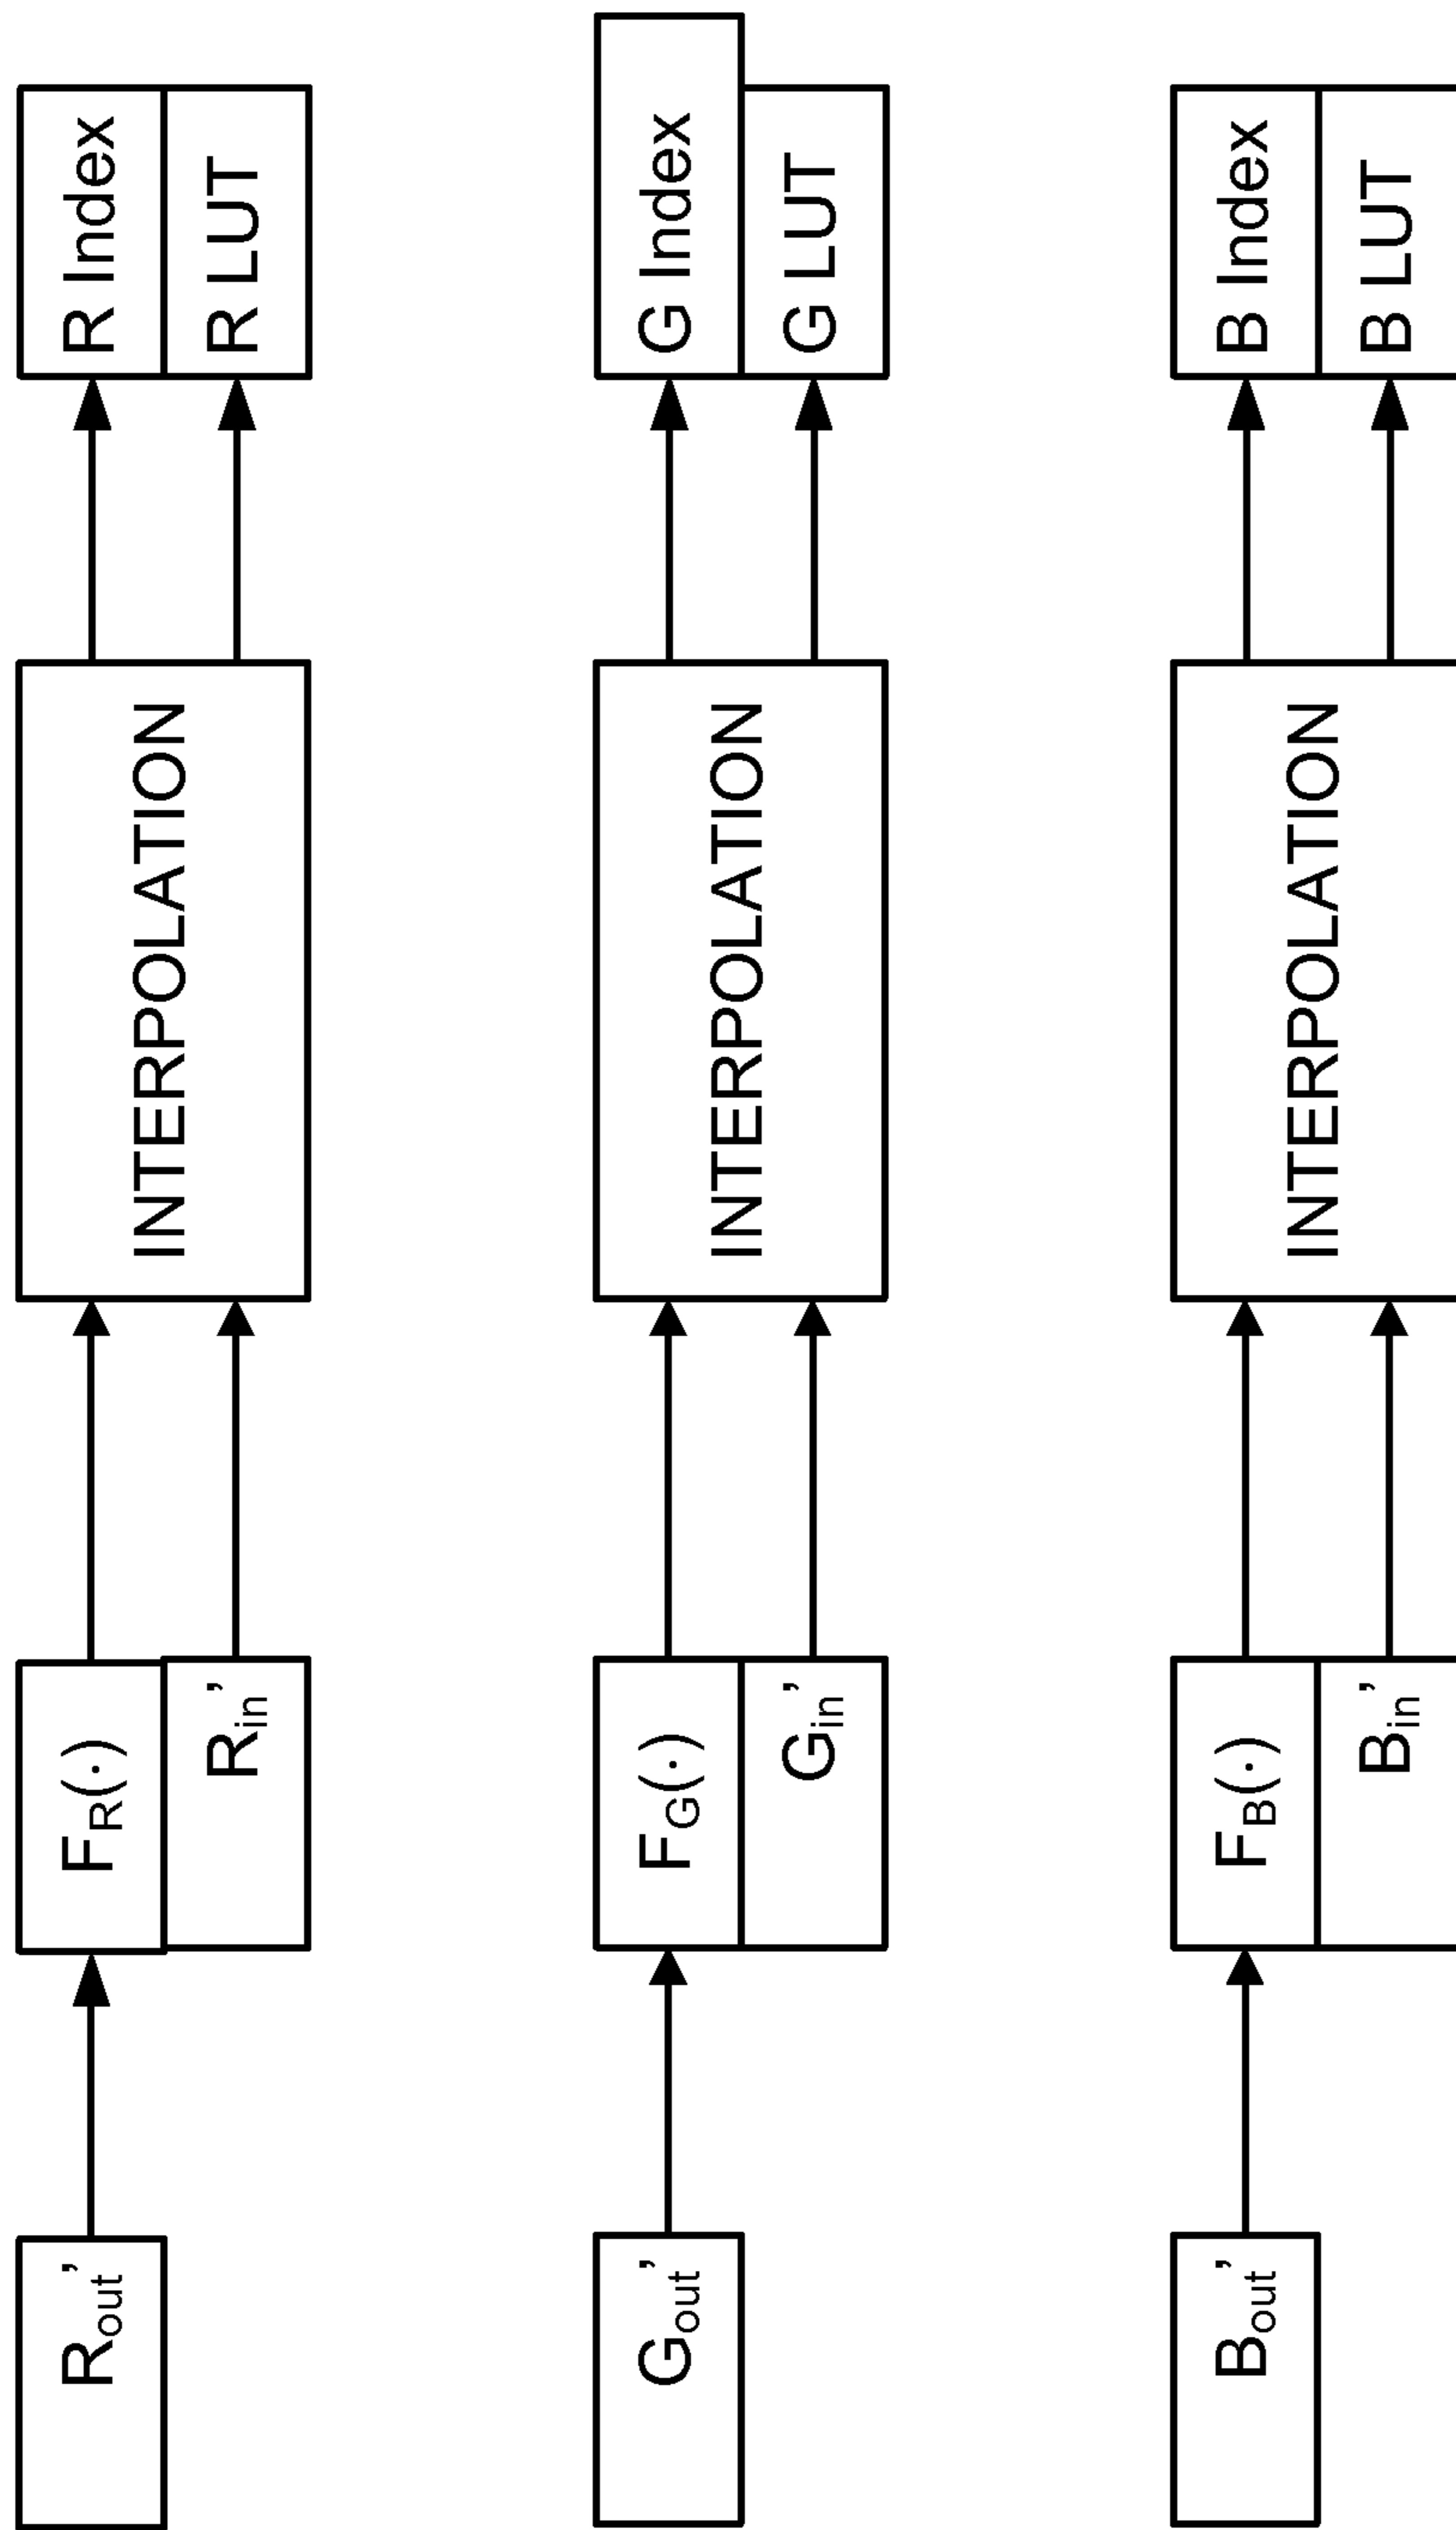 R_out'
F_R(·)
R_in'
INTERPOLATION
R Index
R LUT
G_out'
F_G(·)
G_in'
INTERPOLATION
G Index
G LUT
B_out'
F_B(·)
B_in'
INTERPOLATION
B Index
B LUT